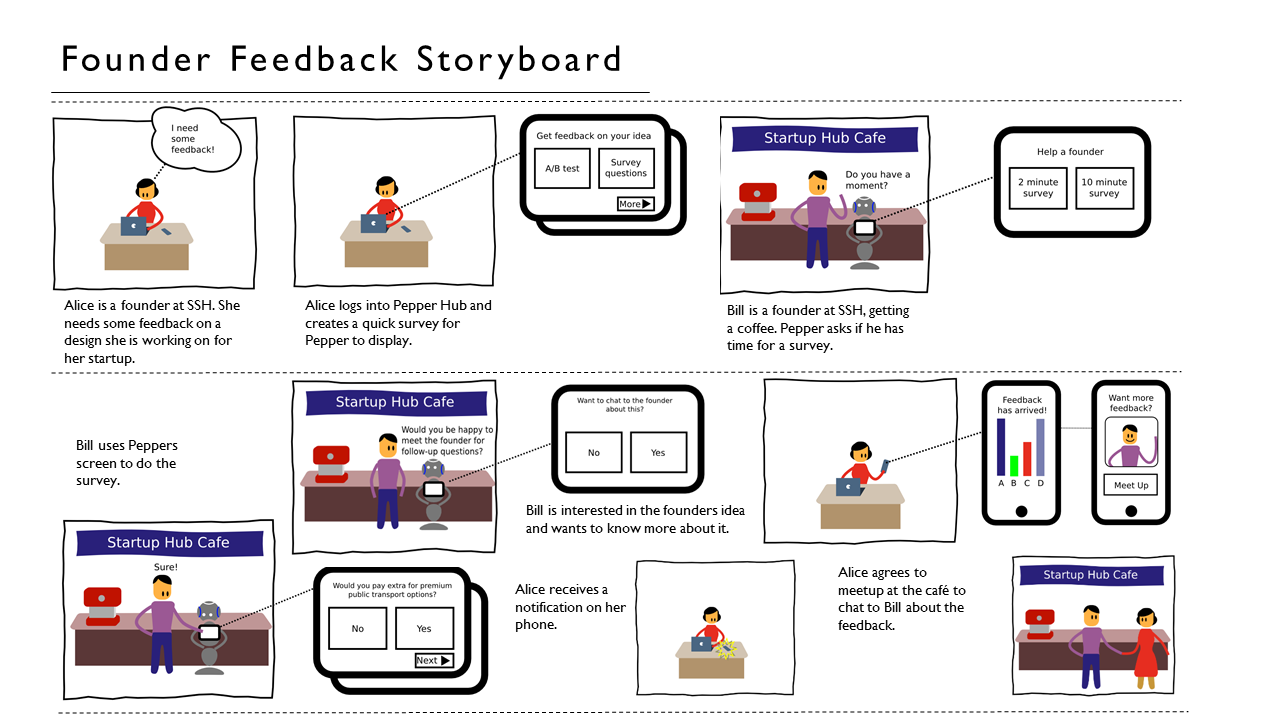 Founder Feedback Storyboard
I need
some
feedback!
Alice is a founder at SSH. She
needs some feedback on a
design she is working on for
her startup.
Get feedback on your idea
A/B test
Survey
questions
More
Alice logs into Pepper Hub and
creates a quick survey for
Pepper to display.
Startup Hub Cafe
Do you have a
moment?
Help a founder
2 minute
survey
10 minute
survey
Bill is a founder at SSH, getting
a coffee. Pepper asks if he has
time for a survey.
Bill uses Peppers
screen to do the
survey.
Startup Hub Cafe
Sure!
Would you pay extra for premium
public transport options?
No
Yes
Next
Startup Hub Cafe
Would you be happy to
meet the founder for
follow-up questions?
Want to chat to the founder
about this?
No
Yes
Bill is interested in the founders idea
and wants to know more about it.
Alice receives a
notification on her
phone.
Feedback
has arrived!
A B C D
Want more
feedback?
Meet Up
Alice agrees to
meetup at the café to
chat to Bill about the
feedback.
Startup Hub Cafe